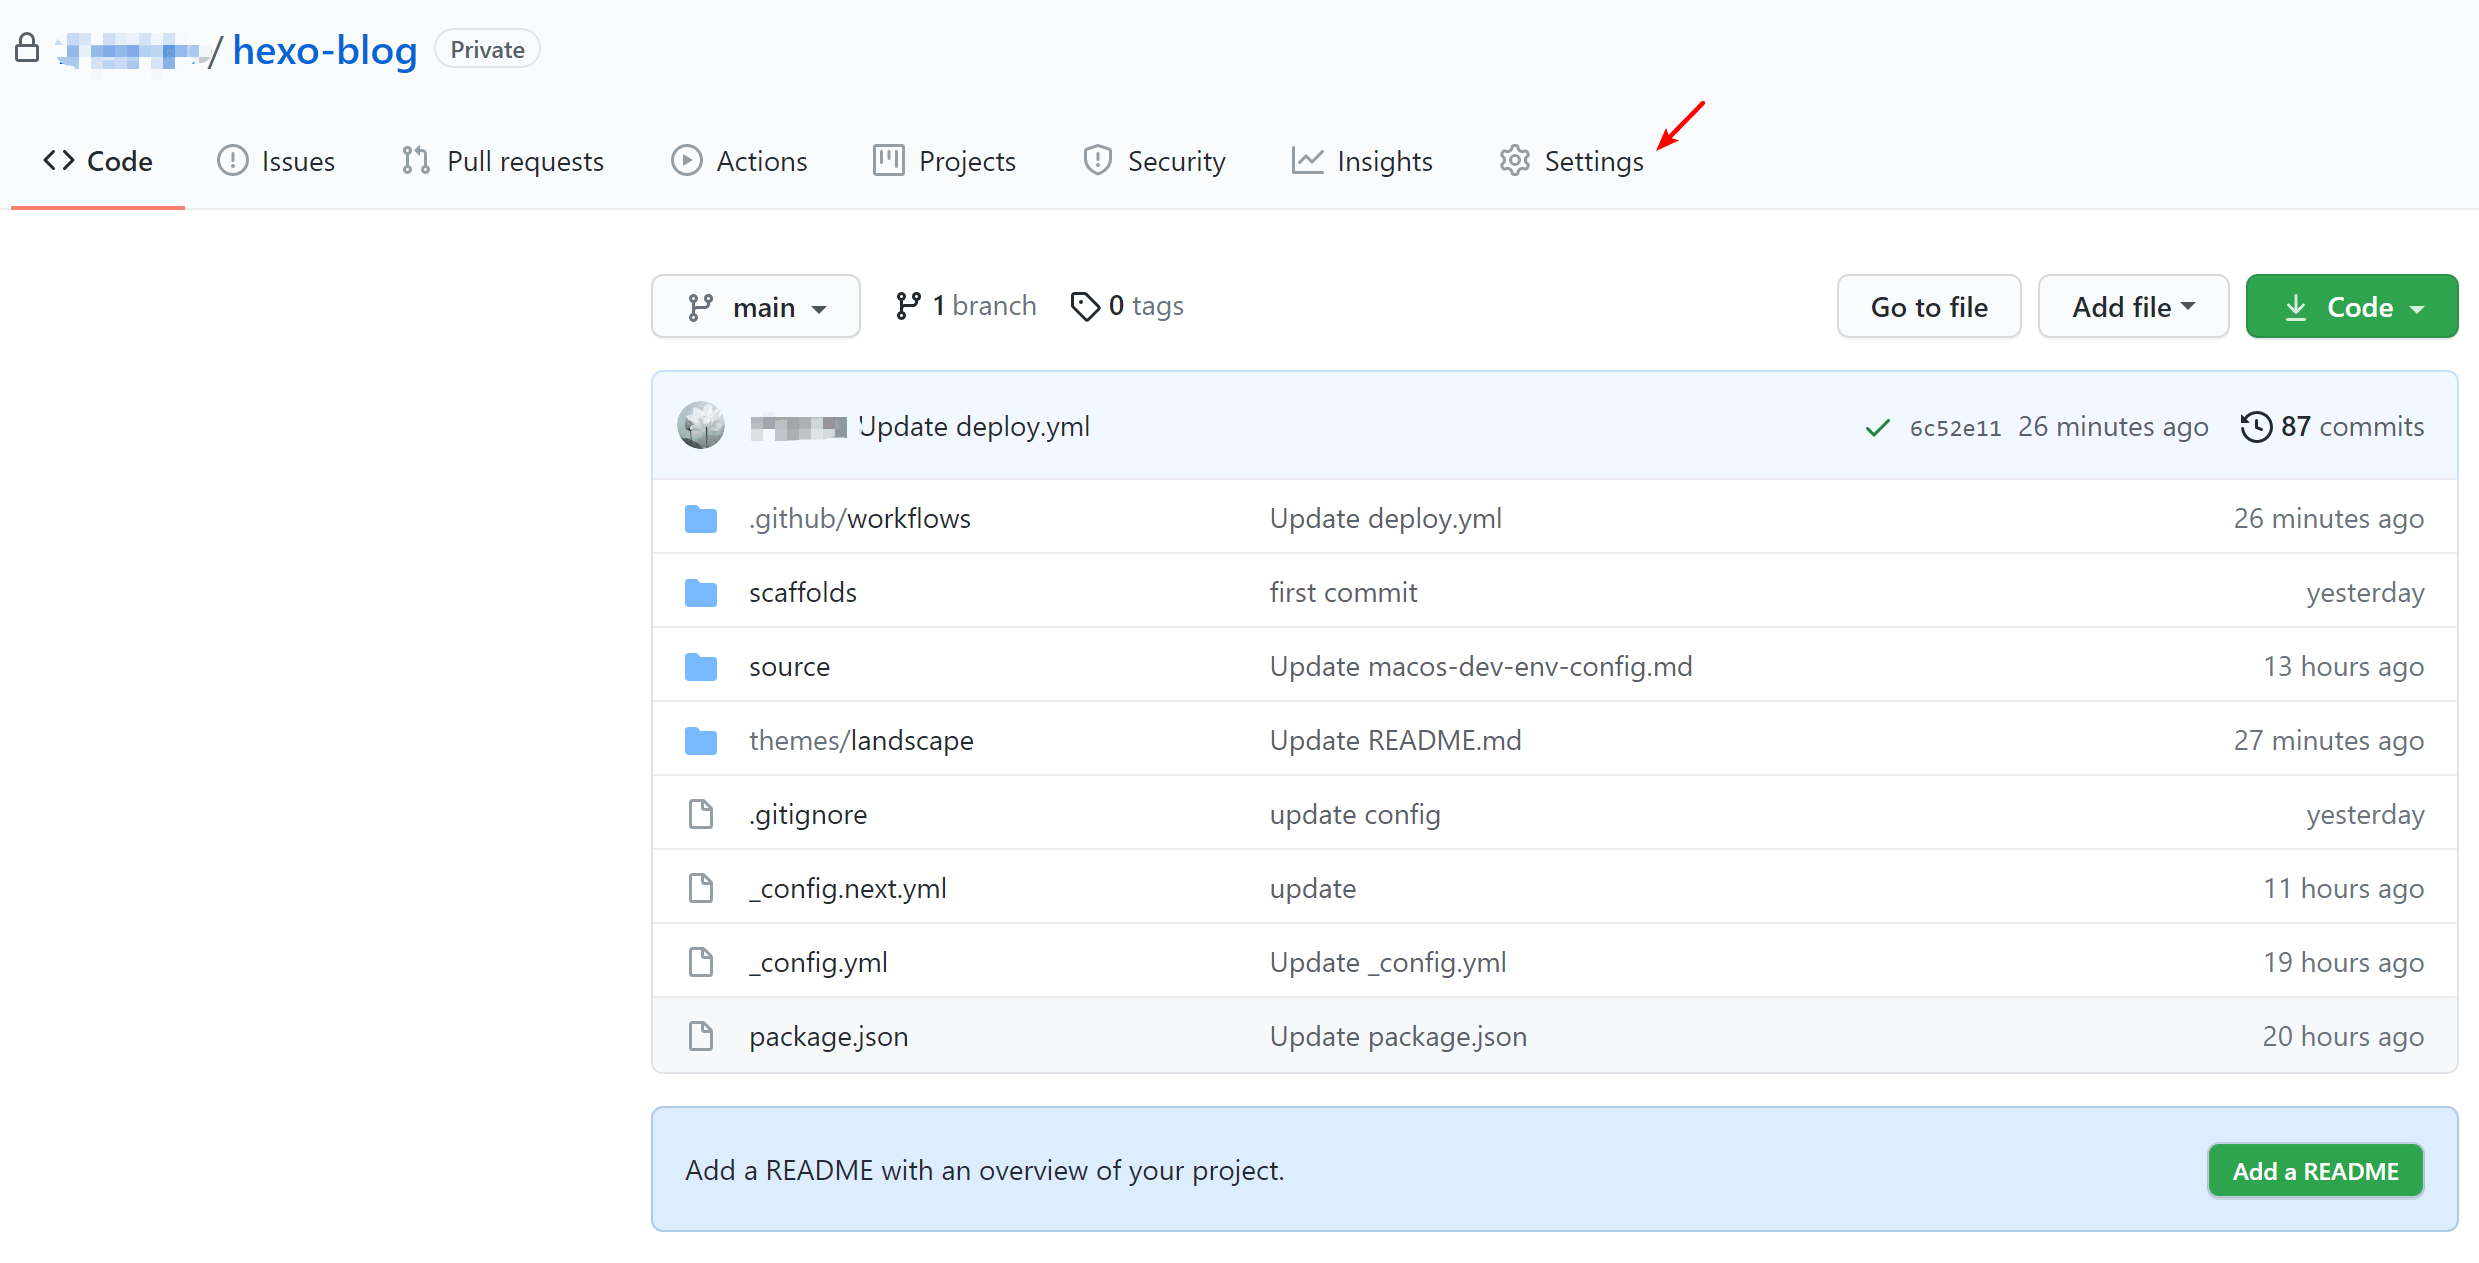 / hexo-blog Private
Code Issues Pull requests Actions Projects Security Insights Settings
main 1 branch 0 tags Go to file Add file Code
Update deploy.yml 6c52e11 26 minutes ago 87 commits
.github/workflows Update deploy.yml 26 minutes ago
scaffolds first commit yesterday
source Update macos-dev-env-config.md 13 hours ago
themes/landscape Update README.md 27 minutes ago
.gitignore update config yesterday
_config.next.yml update 11 hours ago
_config.yml Update _config.yml 19 hours ago
package.json Update package.json 20 hours ago
Add a README with an overview of your project. Add a README